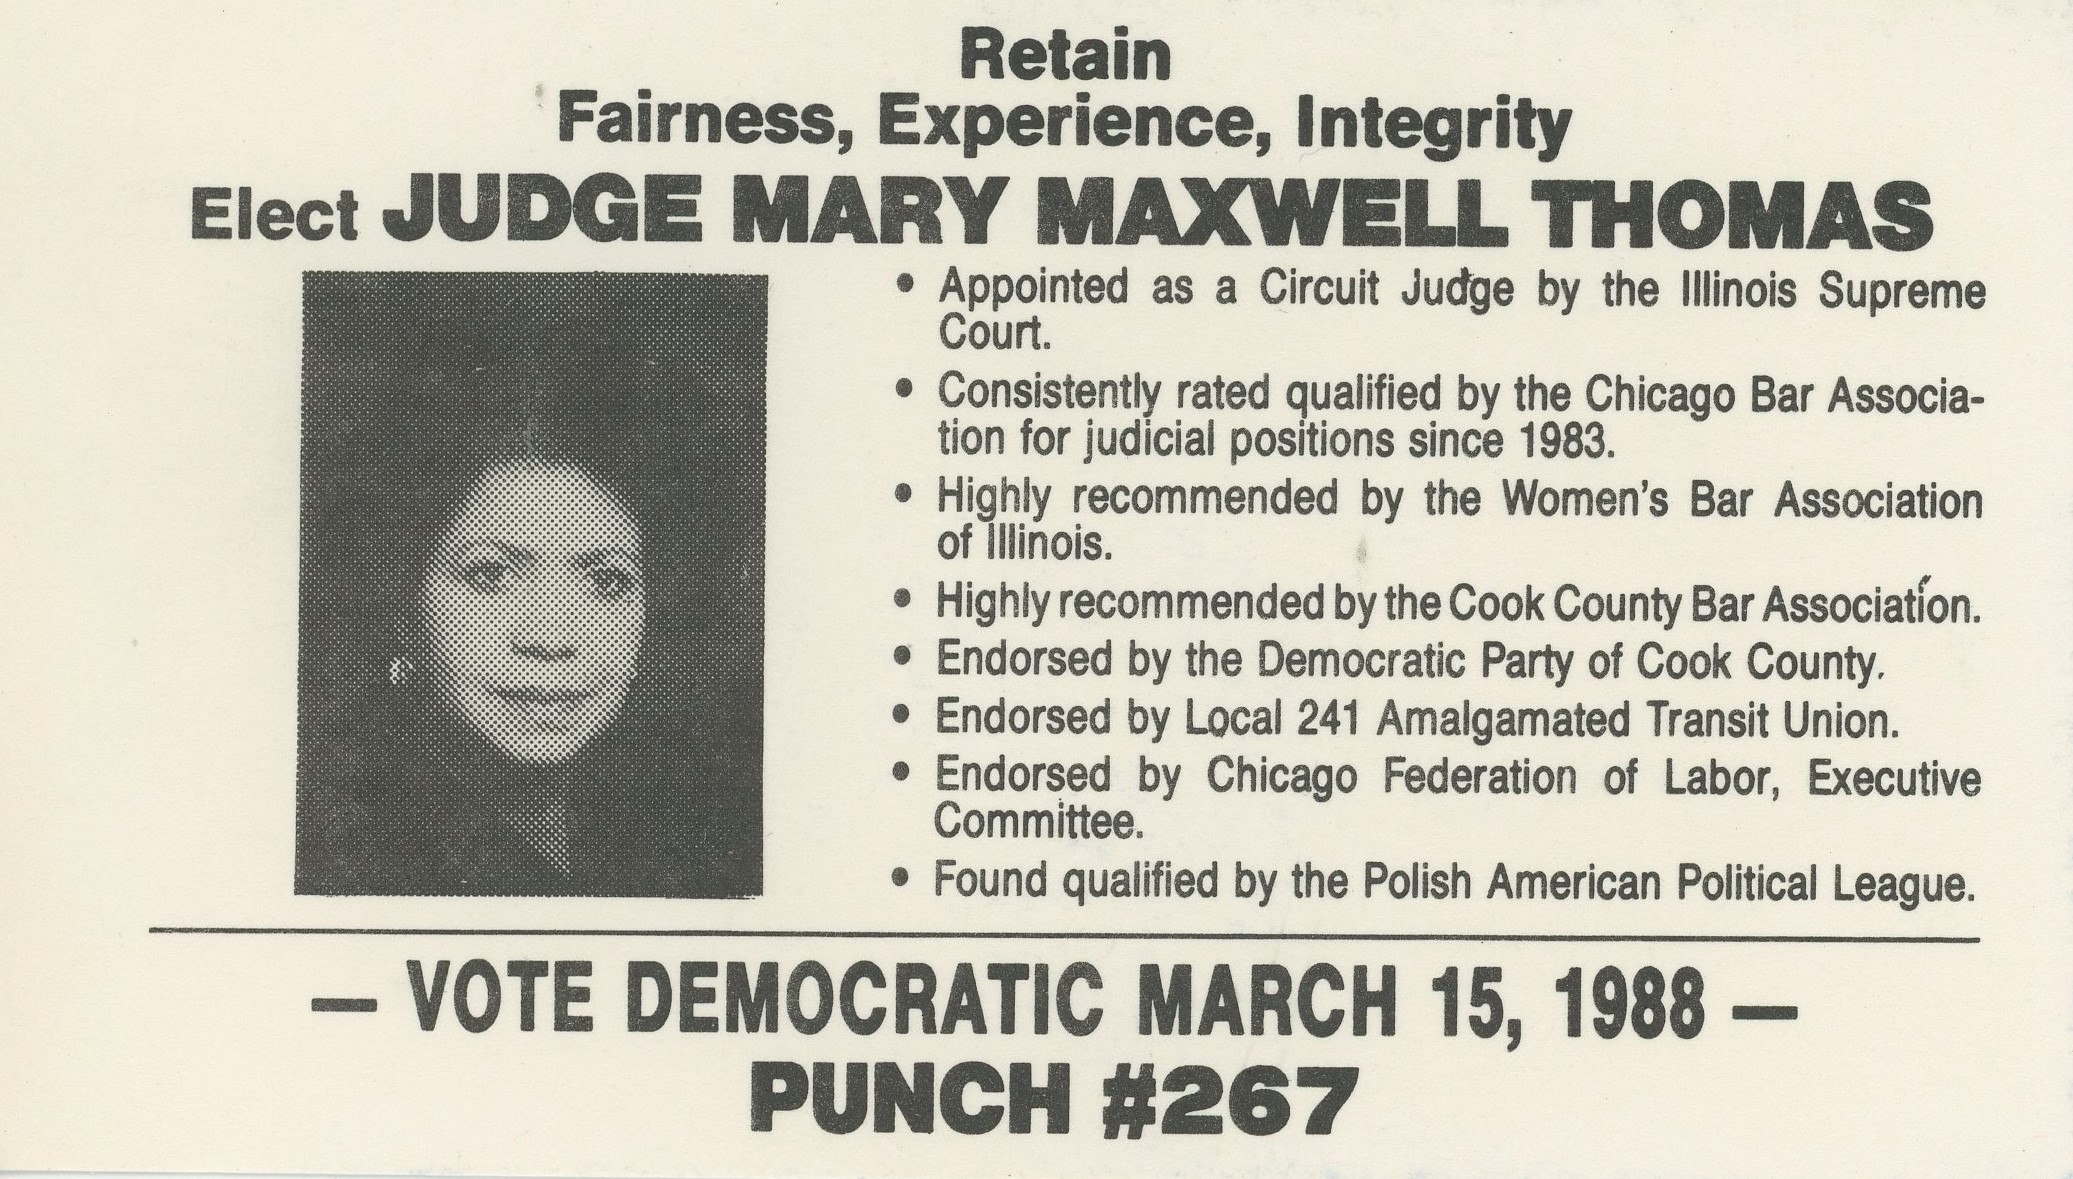 Retain
Fairness, Experience, Integrity
Elect JUDGE MARY MAXWELL THOMAS
• Appointed as a Circuit Judge by the Illinois Supreme
Court.
• Consistently rated qualified by the Chicago Bar Associa-
tion for judicial positions since 1983.
• Highly recommended by the Women's Bar Association
of Illinois.
• Highly recommended by the Cook County Bar Association.
• Endorsed by the Democratic Party of Cook County.
• Endorsed by Local 241 Amalgamated Transit Union.
• Endorsed by Chicago Federation of Labor, Executive
Committee.
• Found qualified by the Polish American Political League.
— VOTE DEMOCRATIC MARCH 15, 1988 —
PUNCH #267